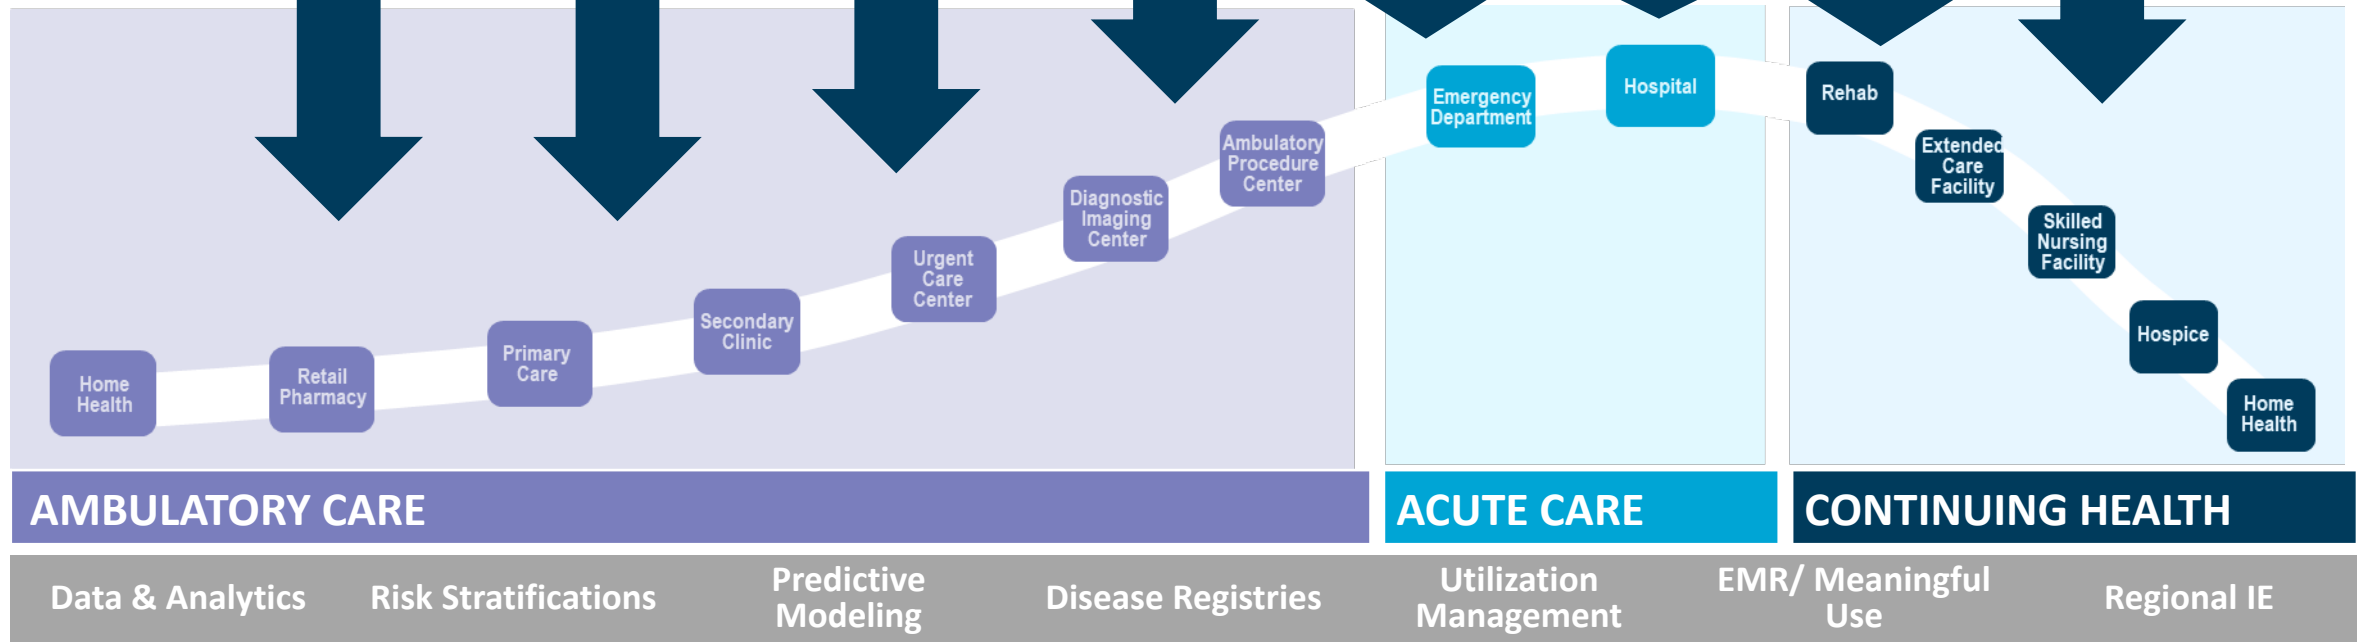 Home
Health
Retail
Pharmacy
Primary
Care
Secondary
Clinic
Urgent
Care
Center
Diagnostic
Imaging
Center
Ambulatory
Procedure
Center
Emergency
Department
Hospital
Rehab
Extended
Care
Facility
Skilled
Nursing
Facility
Hospice
Home
Health
AMBULATORY CARE
ACUTE CARE
CONTINUING HEALTH
Data & Analytics
Risk Stratifications
Predictive
Modeling
Disease Registries
Utilization
Management
EMR/ Meaningful
Use
Regional IE